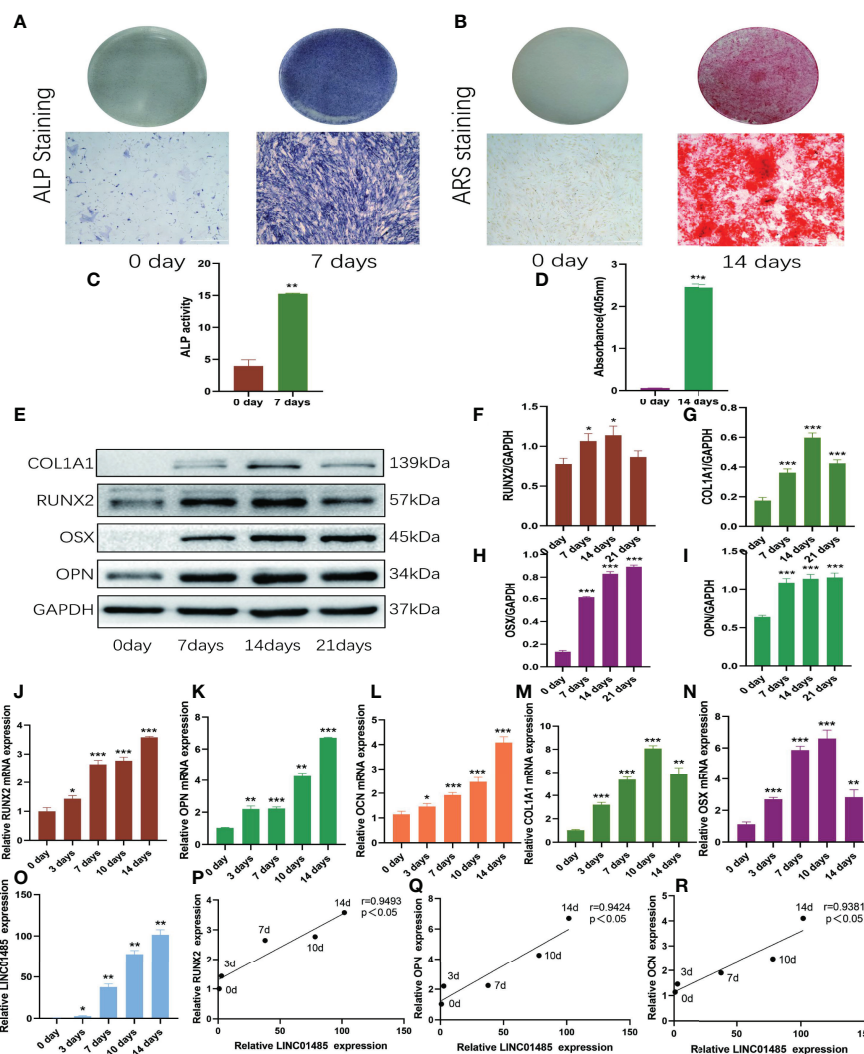 A
B
ALP Staining
ARS staining
0 day
7 days
0 day
14 days
C
20
15
10
5
0
ALP activity
**
0 day
7 days
D
3
2
1
0
Absorbance(405nm)
***
0 day
14 days
E
COL1A1
139kDa
RUNX2
57kDa
OSX
45kDa
OPN
34kDa
GAPDH
37kDa
0day
7days
14days
21days
F
1.5
1.0
0.5
0.0
RUNX2/GAPDH
*
*
0 day
7 days
14 days
21 days
G
0.8
0.6
0.4
0.2
0.0
COL1A1/GAPDH
***
***
***
0 day
7 days
14 days
21 days
H
1.0
0.8
0.6
0.4
0.2
0.0
OSX/GAPDH
***
***
***
0 day
7 days
14 days
21 days
I
1.5
1.0
0.5
0.0
OPN/GAPDH
***
***
***
0 day
7 days
14 days
21 days
J
4
3
2
1
0
Relative RUNX2 mRNA expression
*
***
***
***
0 day
3 days
7 days
10 days
14 days
K
8
6
4
2
0
Relative OPN mRNA expression
**
***
**
***
0 day
3 days
7 days
10 days
14 days
L
5
4
3
2
1
0
Relative OCN mRNA expression
*
***
***
***
0 day
3 days
7 days
10 days
14 days
M
10
8
6
4
2
0
Relative COL1A1 mRNA expression
***
***
***
**
0 day
3 days
7 days
10 days
14 days
N
8
6
4
2
0
Relative OSX mRNA expression
***
***
***
**
0 day
3 days
7 days
10 days
14 days
O
150
100
50
0
Relative LINC01485 expression
*
**
**
**
0 day
3 days
7 days
10 days
14 days
P
4
3
2
1
0
Relative RUNX2 expression
0d
3d
7d
10d
14d
r=0.9493
p<0.05
0
50
100
150
Relative LINC01485 expression
Q
8
6
4
2
0
Relative OPN expression
0d
3d
7d
10d
14d
r=0.9424
p<0.05
0
50
100
150
Relative LINC01485 expression
R
5
4
3
2
1
0
Relative OCN expression
0d
3d
7d
10d
14d
r=0.9381
p<0.05
0
50
100
Relative LINC01485 expression